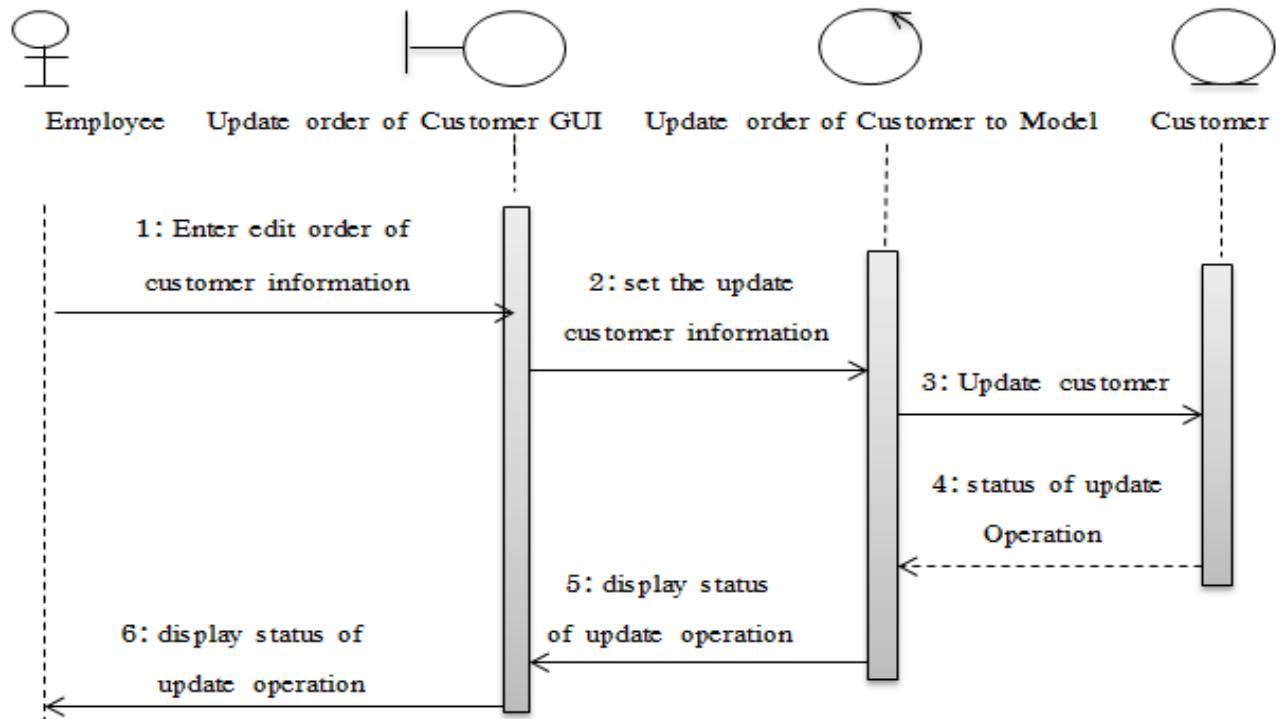 Employee Update order of Customer GUI Update order of Customer to Model Customer
1: Enter edit order of
customer information
2: set the update
customer information
3: Update customer
4: status of update
Operation
5: display status
of update operation
6: display status of
update operation